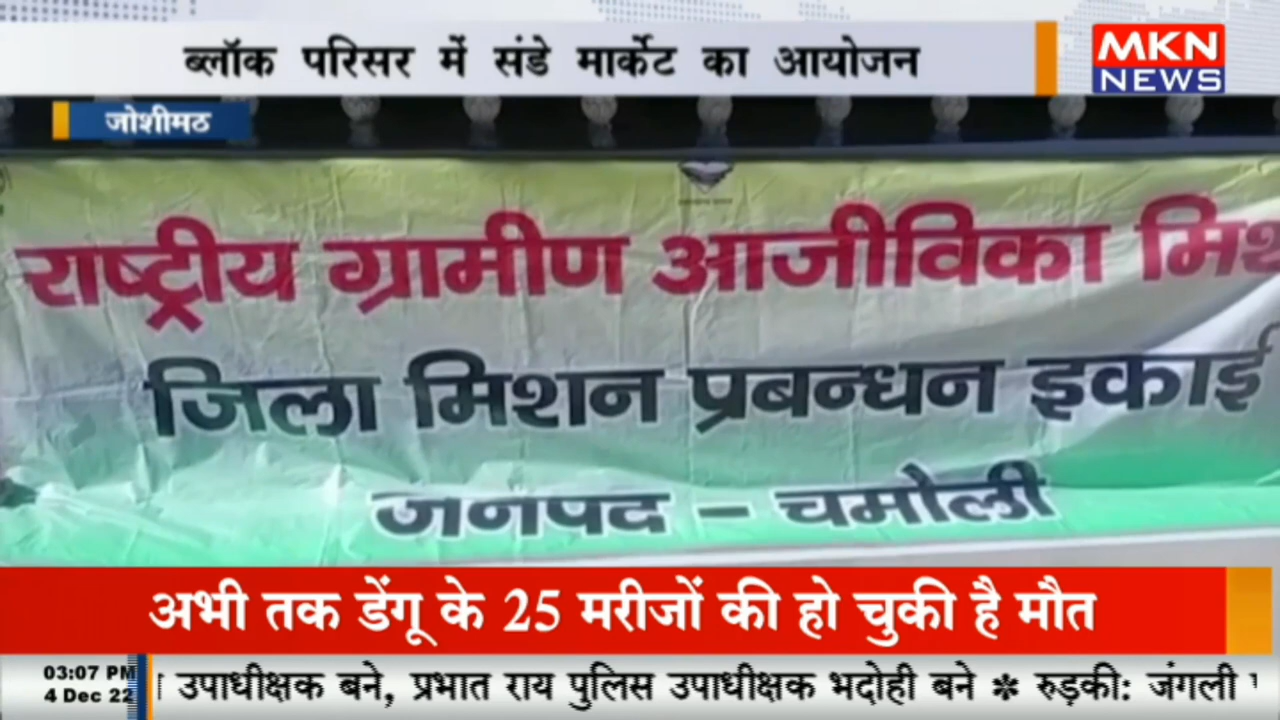 ब्लॉक परिसर में संडे मार्केट का आयोजन
MKN
NEWS
जोशीमठ
राष्ट्रीय ग्रामीण आजीविका
जिला मिशन प्रबन्धन इकाई
जनपद - चमोली
अभी तक डेंगू के 25 मरीजों की हो चुकी है मौत
03:07 PM
4 Dec 22
उपाधीक्षक बने, प्रभात राय पुलिस उपाधीक्षक भदोही बने * रुड़की: जंगली